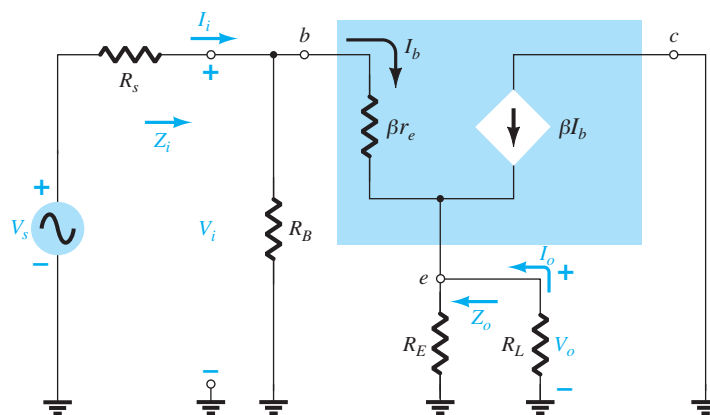 I_i
b
I_b
c
+
R_s
βr_e
βI_b
Z_i
+
V_s
−
V_i
R_B
I_o
+
e
Z_o
R_E
R_L
V_o
−
−